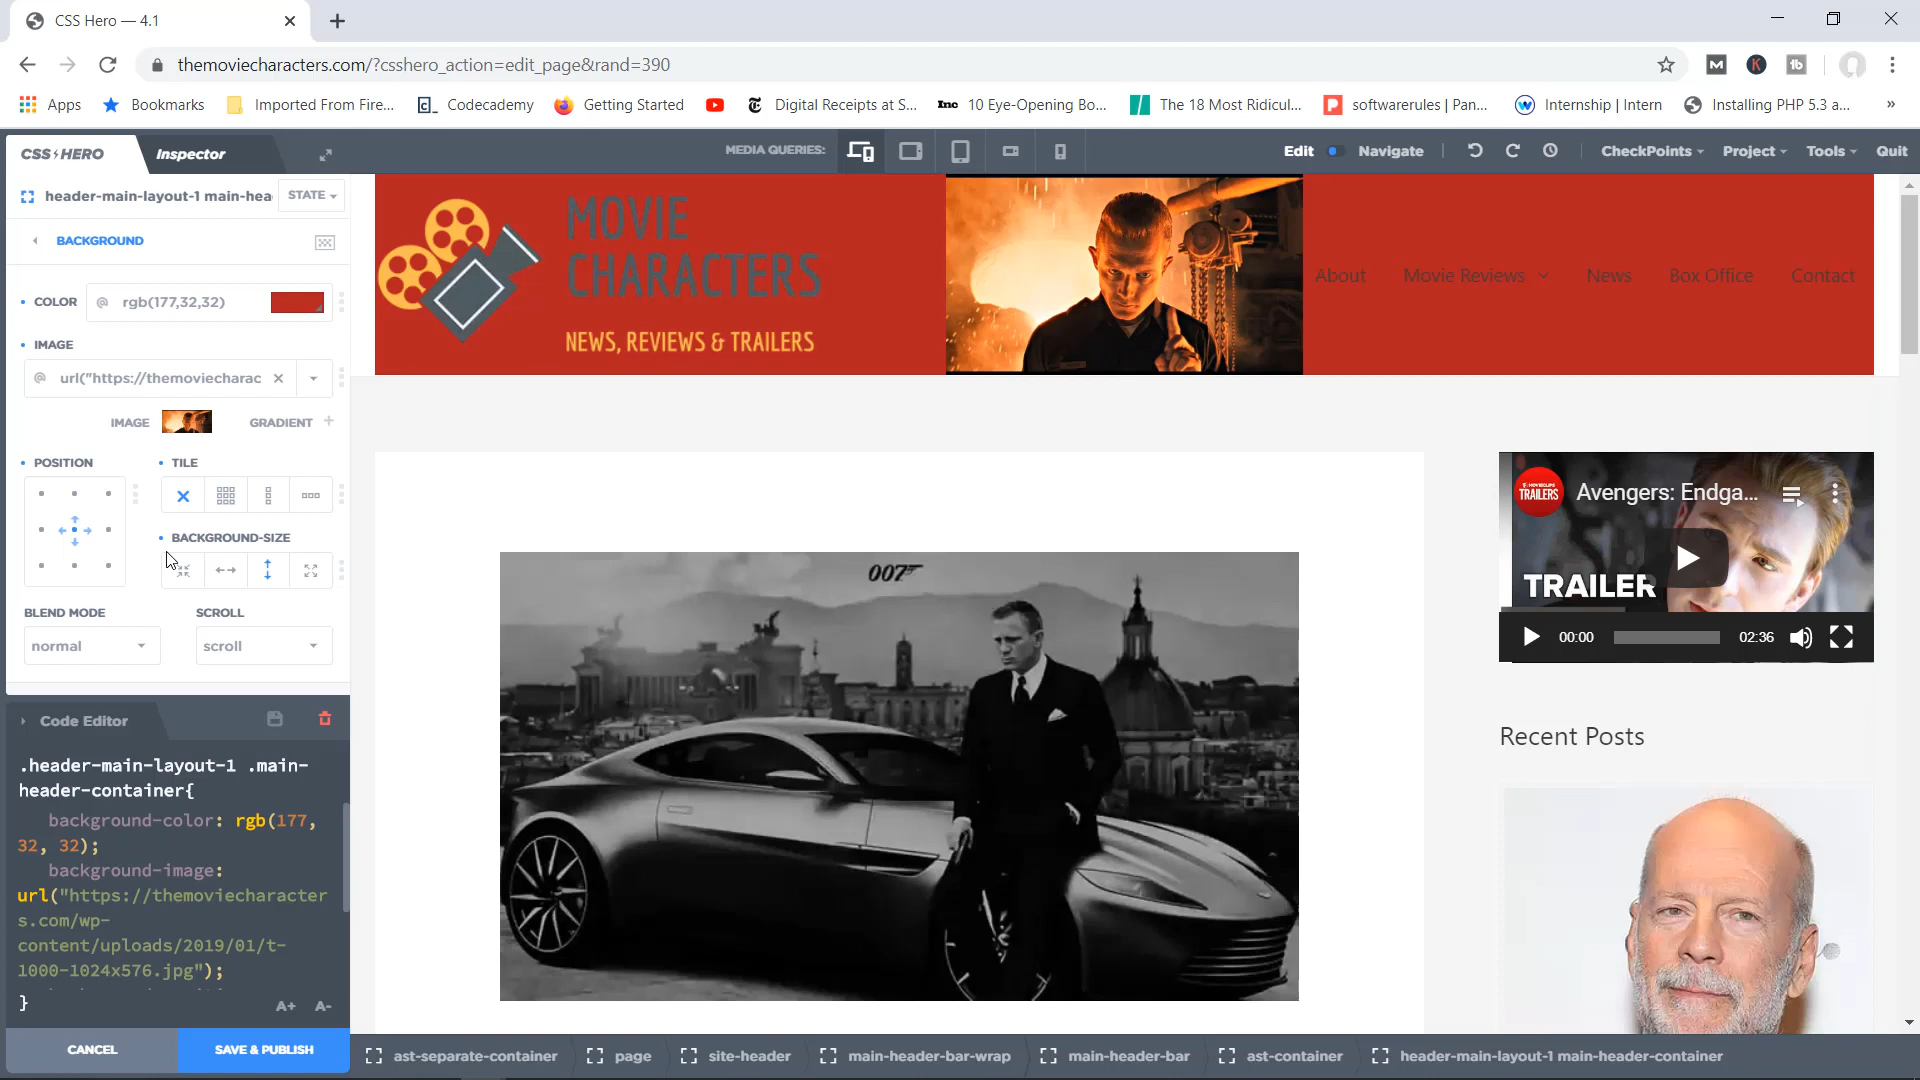 CSS Hero — 4.1
themoviecharacters.com/?csshero_action=edit_page&rand=390
Apps
Bookmarks
Imported From Fire...
Codecademy
Getting Started
Digital Receipts at S...
Inc 10 Eye-Opening Bo...
The 18 Most Ridicul...
softwarerules | Pan...
Internship | Intern
Installing PHP 5.3 a...
»
CSS HERO
Inspector
MEDIA QUERIES:
Edit
Navigate
CheckPoints
Project
Tools
Quit
header-main-layout-1 main-hea
STATE
BACKGROUND
COLOR
@ rgb(177,32,32)
IMAGE
@ url("https://themoviecharac
IMAGE
GRADIENT +
POSITION
TILE
BACKGROUND-SIZE
BLEND MODE
SCROLL
normal
scroll
Code Editor
.header-main-layout-1 .main-
header-container{
background-color: rgb(177,
32, 32);
background-image:
url("https://themoviecharacter
s.com/wp-
content/uploads/2019/01/t-
1000-1024x576.jpg");
}
A+ A-
CANCEL
SAVE & PUBLISH
MOVIE
CHARACTERS
NEWS, REVIEWS & TRAILERS
About
Movie Reviews
News
Box Office
Contact
007
TRAILERS
Avengers: Endga...
TRAILER
00:00
02:36
Recent Posts
ast-separate-container
page
site-header
main-header-bar-wrap
main-header-bar
ast-container
header-main-layout-1 main-header-container